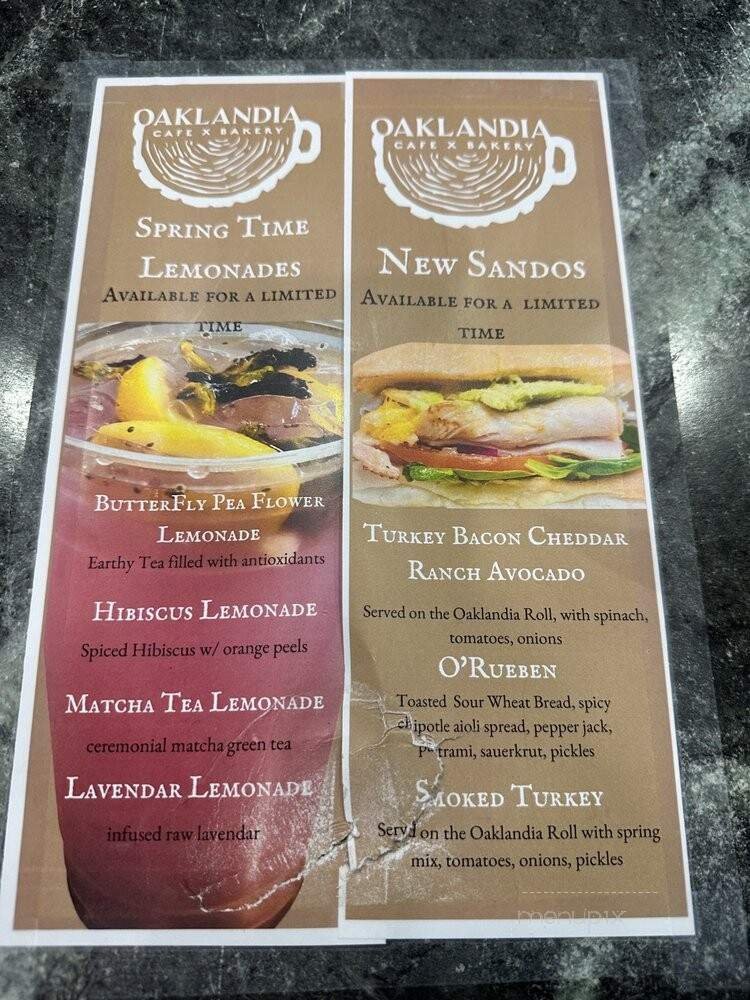 OAKLANDIA
CAFE X BAKERY
SPRING TIME
LEMONADES
AVAILABLE FOR A LIMITED
TIME
BUTTERFLY PEA FLOWER
LEMONADE
Earthy Tea filled with antioxidants
HIBISCUS LEMONADE
Spiced Hibiscus w/ orange peels
MATCHA TEA LEMONADE
ceremonial matcha green tea
LAVENDAR LEMONADE
infused raw lavendar
OAKLANDIA
CAFE X BAKERY
NEW SANDOS
AVAILABLE FOR A LIMITED
TIME
TURKEY BACON CHEDDAR
RANCH AVOCADO
Served on the Oaklandia Roll, with spinach,
tomatoes, onions
O'RUEBEN
Toasted Sour Wheat Bread, spicy
chipotle aioli spread, pepper jack,
sauerkrut, pickles
SMOKED TURKEY
Served on the Oaklandia Roll with spring
mix, tomatoes, onions, pickles
menupix